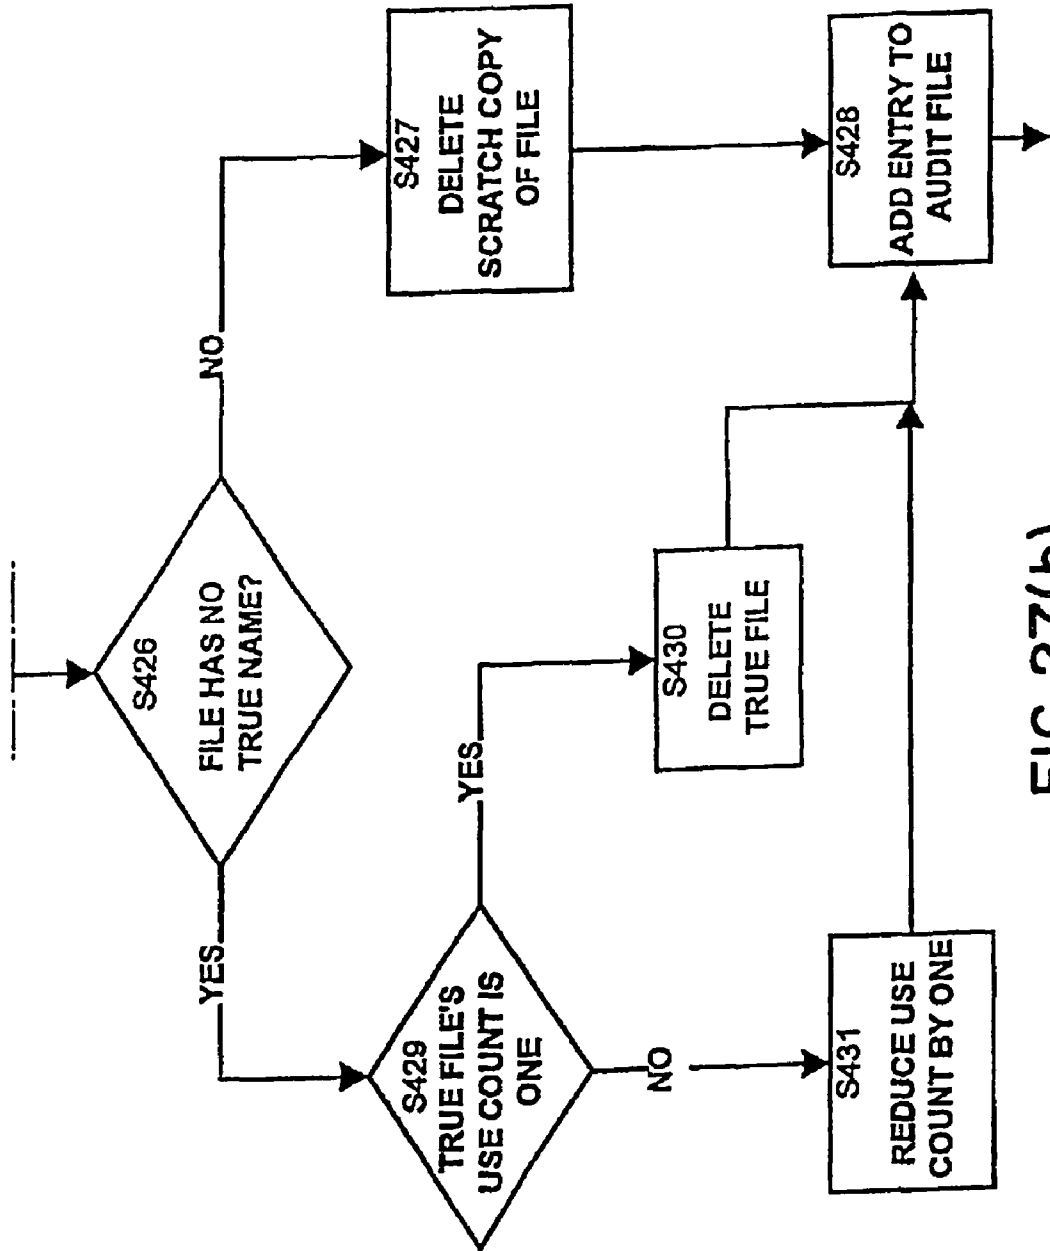 S426
FILE HAS NO
TRUE NAME?
YES
NO
S429
TRUE FILE'S
USE COUNT IS
ONE
YES
NO
S427
DELETE
SCRATCH COPY
OF FILE
S430
DELETE
TRUE FILE
S431
REDUCE USE
COUNT BY ONE
S428
ADD ENTRY TO
AUDIT FILE